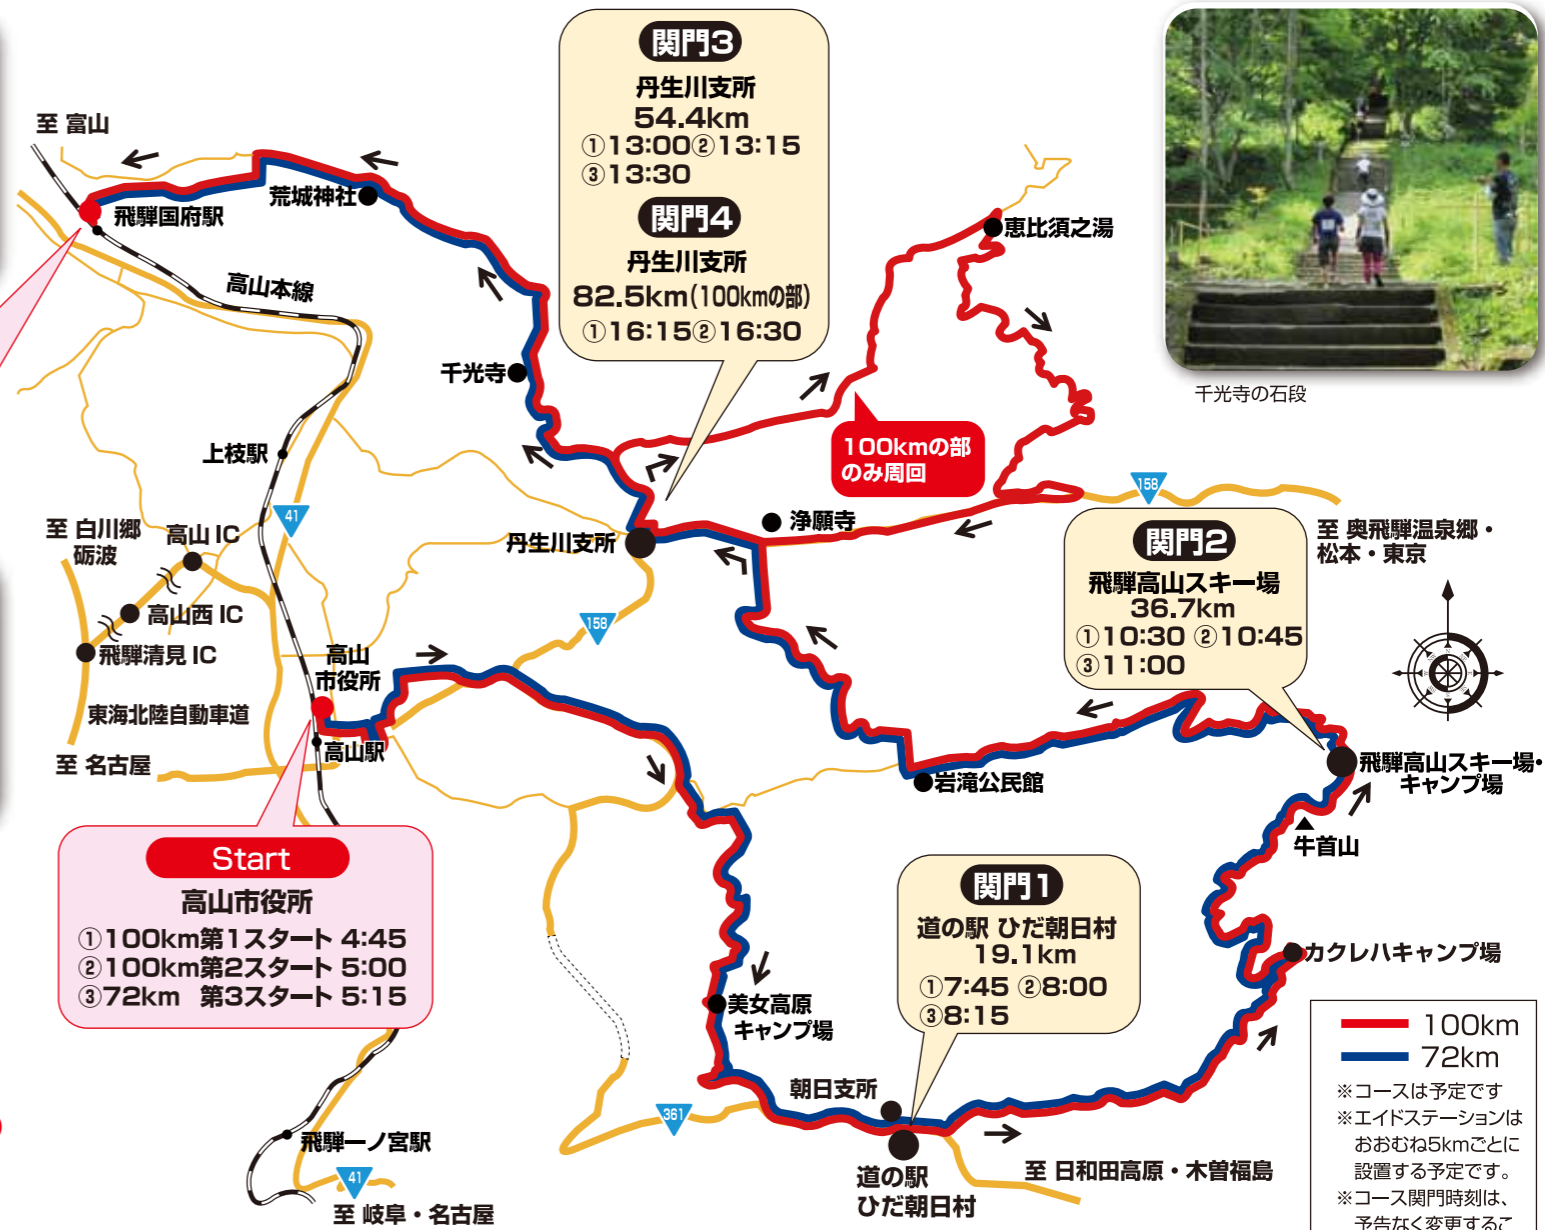 関門3
丹生川支所
54.4km
①13:00②13:15
③13:30
関門4
丹生川支所
82.5km(100kmの部)
①16:15②16:30
至 富山
飛騨国府駅
荒城神社
高山本線
千光寺
恵比須之湯
千光寺の石段
100kmの部
のみ周回
上枝駅
41
158
至 白川郷
砺波
高山 IC
高山西 IC
飛騨清見 IC
東海北陸自動車道
至 名古屋
丹生川支所
浄願寺
至 奥飛騨温泉郷・
松本・東京
関門2
飛騨高山スキー場
36.7km
①10:30 ②10:45
③11:00
158
高山
市役所
高山駅
岩滝公民館
飛騨高山スキー場・
キャンプ場
牛首山
Start
高山市役所
①100km第1スタート 4:45
②100km第2スタート 5:00
③72km 第3スタート 5:15
関門1
道の駅 ひだ朝日村
19.1km
①7:45 ②8:00
③8:15
カクレハキャンプ場
美女高原
キャンプ場
朝日支所
361
道の駅
ひだ朝日村
至 日和田高原・木曽福島
飛騨一ノ宮駅
41
至 岐阜・名古屋
100km
72km
※コースは予定です
※エイドステーションは
おおむね5kmごとに
設置する予定です。
※コース関門時刻は、
予告なく変更するこ